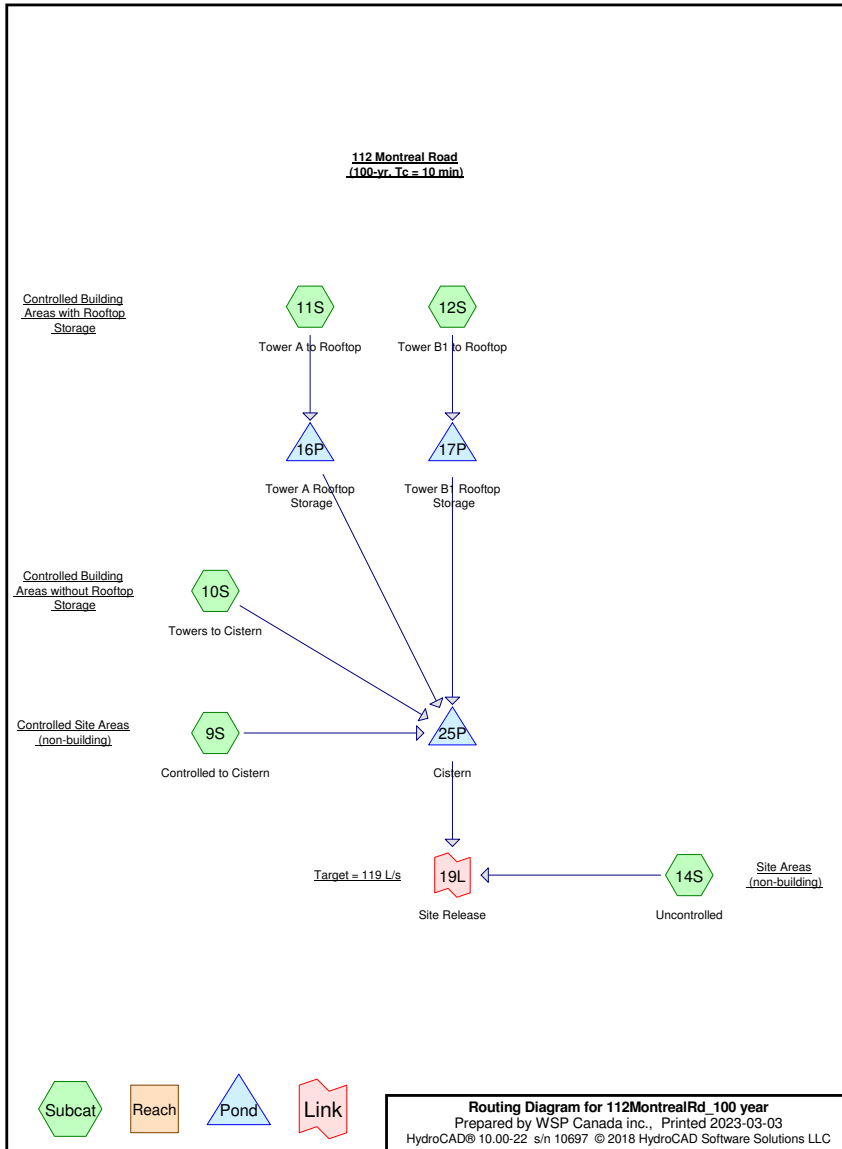 112 Montreal Road
(100-yr, Tc = 10 min)
Controlled Building
Areas with Rooftop
Storage
11S
12S
Tower A to Rooftop
Tower B1 to Rooftop
16P
17P
Tower A Rooftop
Storage
Tower B1 Rooftop
Storage
Controlled Building
Areas without Rooftop
Storage
10S
Towers to Cistern
Controlled Site Areas
(non-building)
9S
25P
Controlled to Cistern
Cistern
Target = 119 L/s
19L
14S
Site Areas
(non-building)
Site Release
Uncontrolled
Subcat
Reach
Pond
Link
Routing Diagram for 112MontrealRd_100 year
Prepared by WSP Canada inc., Printed 2023-03-03
HydroCAD® 10.00-22 s/n 10697 © 2018 HydroCAD Software Solutions LLC